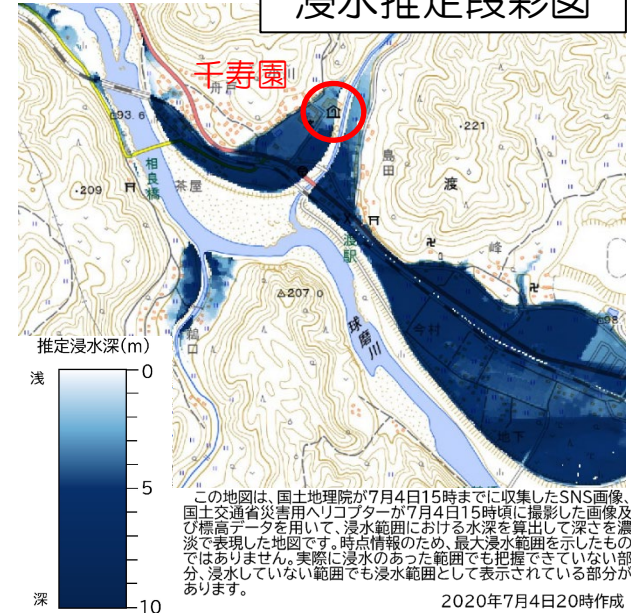 浸水推定段彩図
千寿園
舟戸
川
93.6
・221
島田
相良橋
茶屋
渡
・209
渡駅
峰
△207.0
球磨川
今村
98
鵜口
地下
推定浸水深(m)
浅
0
5
深
10
この地図は、国土地理院が7月4日15時までに収集したSNS画像、
国土交通省災害用ヘリコプターが7月4日15時頃に撮影した画像及
び標高データを用いて、浸水範囲における水深を算出して深さを濃
淡で表現した地図です。時点情報のため、最大浸水範囲を示したもの
ではありません。実際に浸水のあった範囲でも把握できていない部
分、浸水していない範囲でも浸水範囲として表示されている部分が
あります。
2020年7月4日20時作成